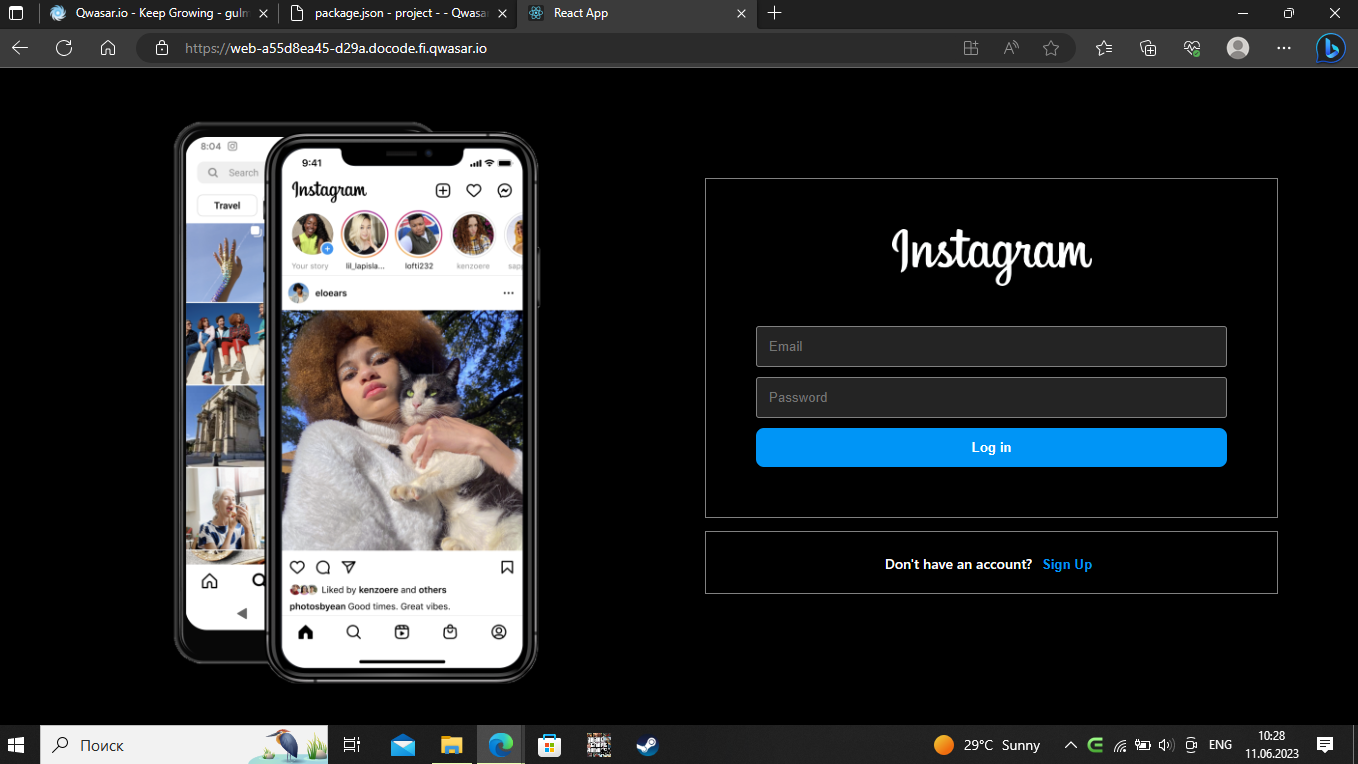 Qwasar.io - Keep Growing - gulm
package.json - project - - Qwasar
React App
https://web-a55d8ea45-d29a.docode.fi.qwasar.io
8:04
Search
Travel
9:41
Instagram
Your story
lil_lapisla...
lofti232
kenzoere
sap
eloears
Liked by kenzoere and others
photosbyean Good times. Great vibes.
Instagram
Email
Password
Log in
Don't have an account? Sign Up
Поиск
29°C Sunny
ENG
10:28
11.06.2023